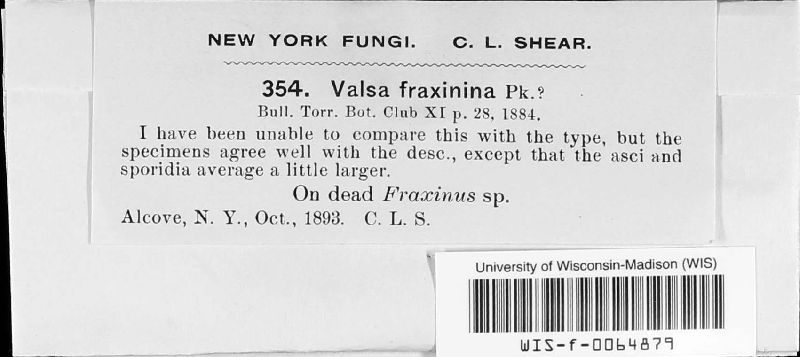 NEW YORK FUNGI. C. L. SHEAR.
354. Valsa fraxinina Pk.?
Bull. Torr. Bot. Club XI p. 28, 1884.
I have been unable to compare this with the type, but the
specimens agree well with the desc., except that the asci and
sporidia average a little larger.
On dead Fraxinus sp.
Alcove, N. Y., Oct., 1893. C. L. S.
University of Wisconsin-Madison (WIS)
WIS-f-0064879